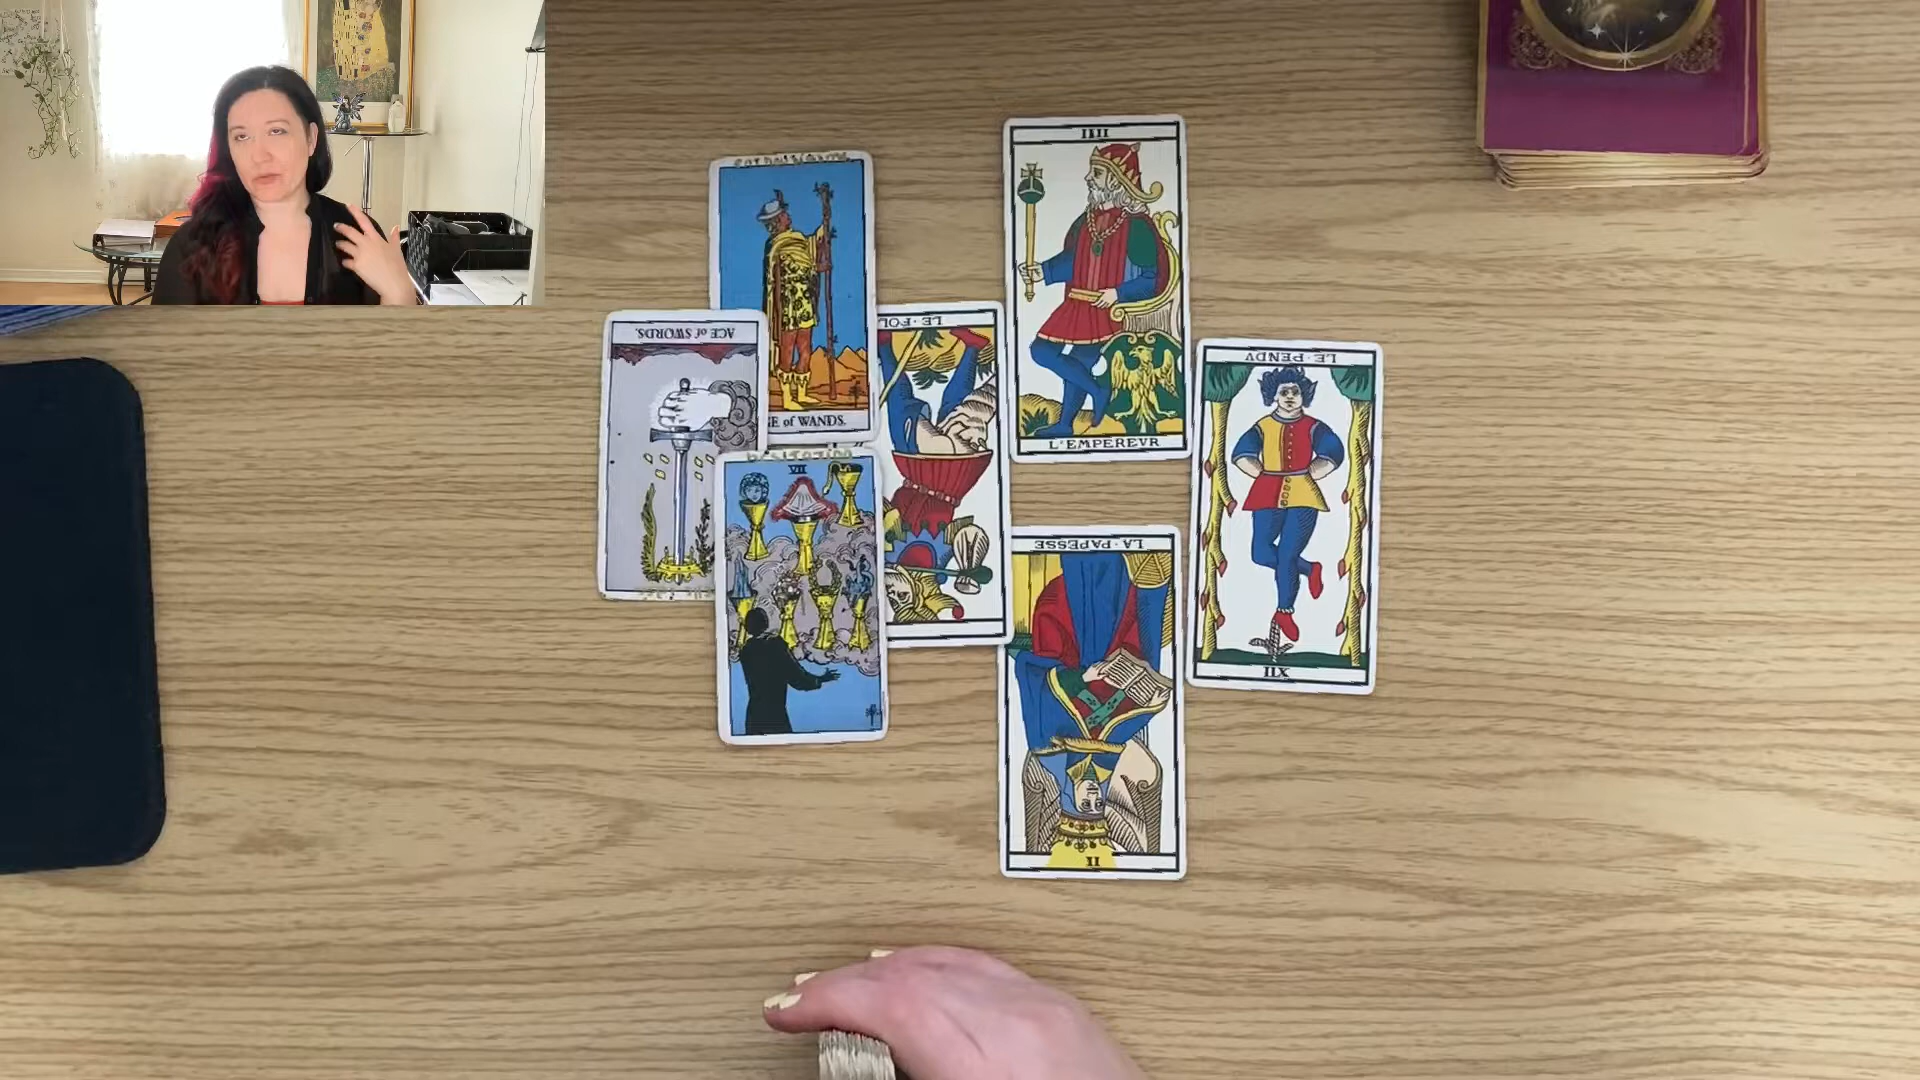 IIII
L'EMPEREVR
of WANDS.
ACE of SWORDS.
LE·FOL
LE·PENDV
XII
VII
LA·PAPESSE
II